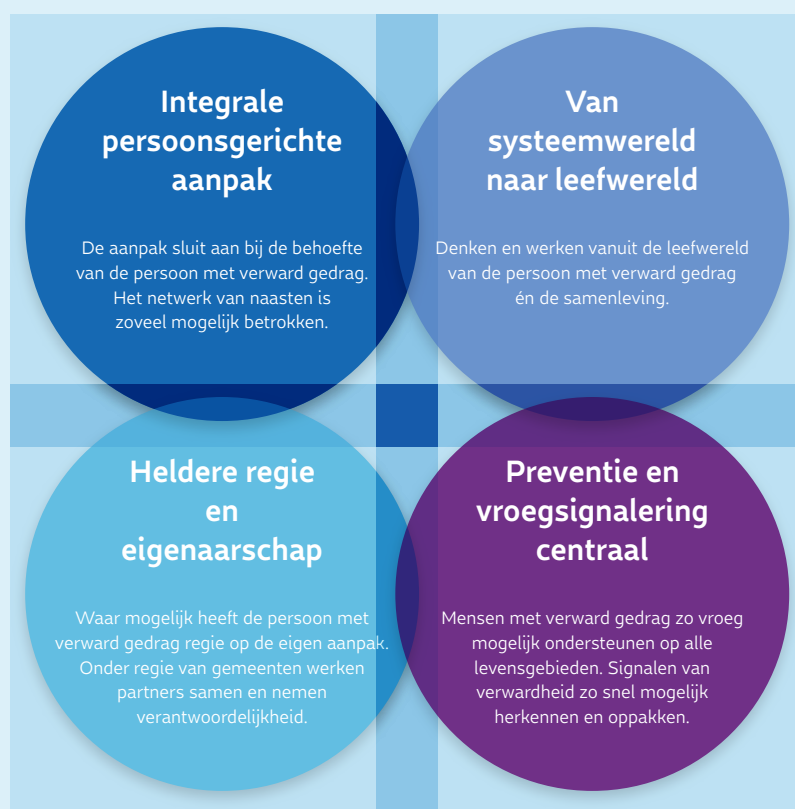 Integrale
persoonsgerichte
aanpak
De aanpak sluit aan bij de behoefte
van de persoon met verward gedrag.
Het netwerk van naasten is
zoveel mogelijk betrokken.
Van
systeemwereld
naar leefwereld
Denken en werken vanuit de leefwereld
van de persoon met verward gedrag
én de samenleving.
Heldere regie
en
eigenaarschap
Waar mogelijk heeft de persoon met
verward gedrag regie op de eigen aanpak.
Onder regie van gemeenten werken
partners samen en nemen
verantwoordelijkheid.
Preventie en
vroegsignalering
centraal
Mensen met verward gedrag zo vroeg
mogelijk ondersteunen op alle
levensgebieden. Signalen van
verwardheid zo snel mogelijk
herkennen en oppakken.